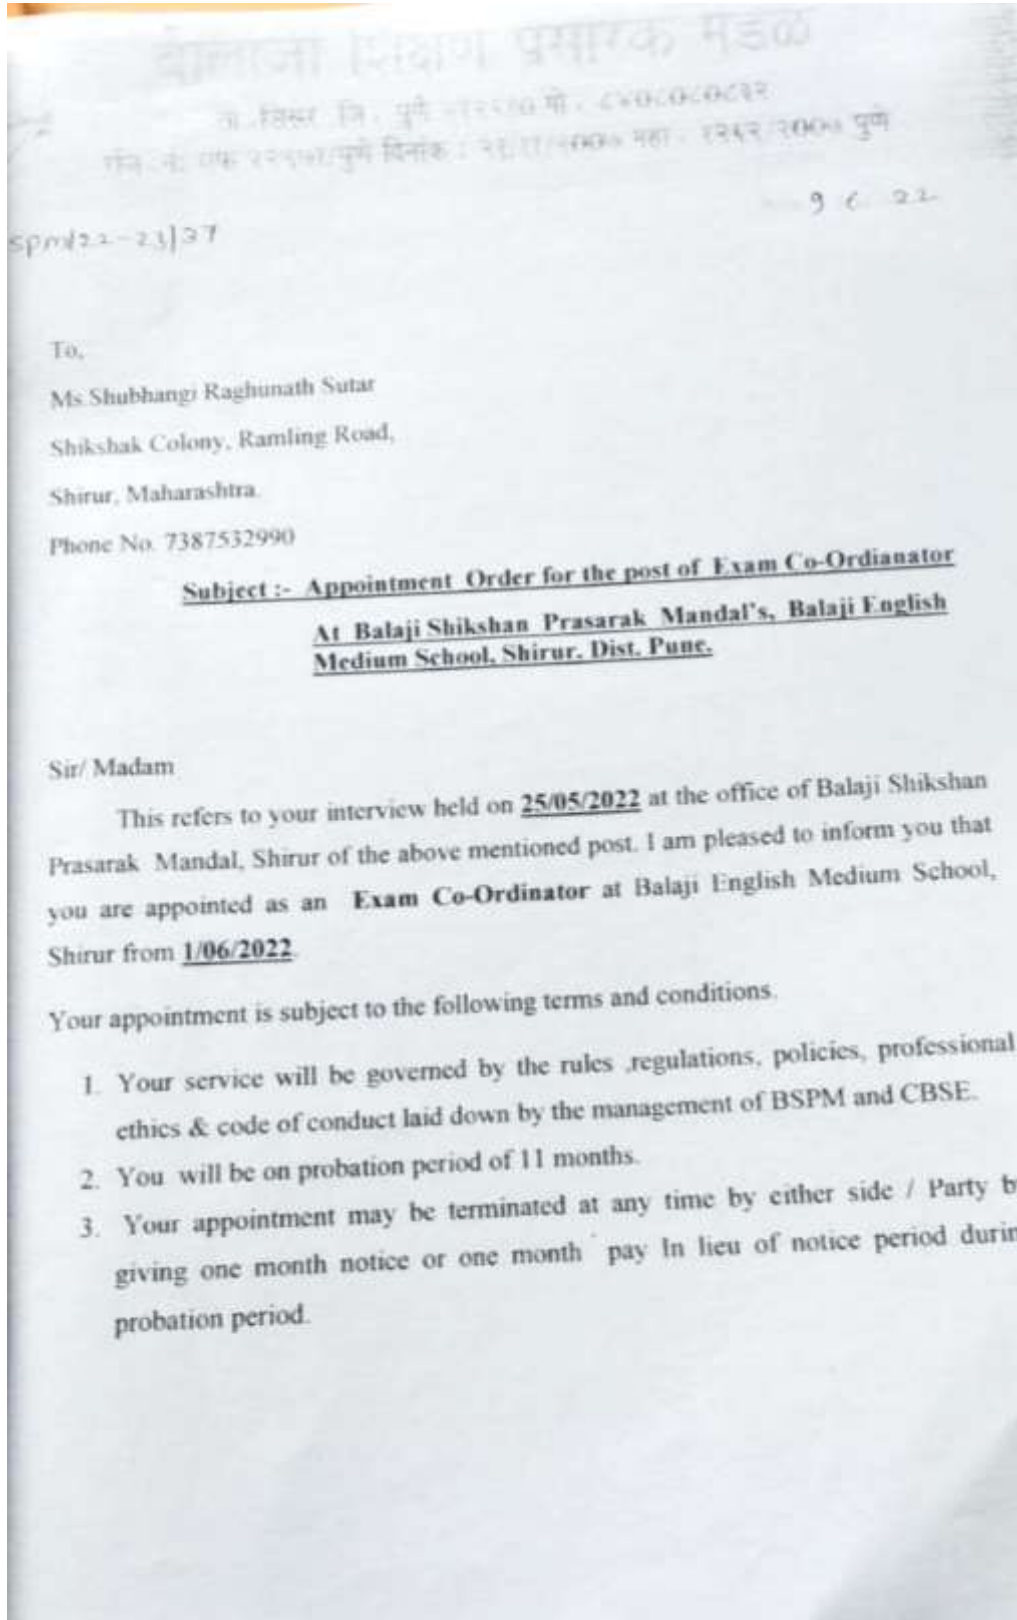 बालाजी शिक्षण प्रसारक मंडळ
ता. शिरूर जि. पुणे मो.
पुणे दिनांक : महा. पुणे
22-23/37
To,
Ms.Shubhangi Raghunath Sutar
Shikshak Colony, Ramling Road,
Shirur, Maharashtra.
Phone No. 7387532990
Subject :- Appointment Order for the post of Exam Co-Ordianator
At Balaji Shikshan Prasarak Mandal's, Balaji English
Medium School, Shirur. Dist. Pune.
Sir/ Madam
This refers to your interview held on 25/05/2022 at the office of Balaji Shikshan
Prasarak Mandal, Shirur of the above mentioned post. I am pleased to inform you that
you are appointed as an Exam Co-Ordinator at Balaji English Medium School,
Shirur from 1/06/2022.
Your appointment is subject to the following terms and conditions.
1. Your service will be governed by the rules ,regulations, policies, professional
ethics & code of conduct laid down by the management of BSPM and CBSE.
2. You will be on probation period of 11 months.
3. Your appointment may be terminated at any time by either side / Party b
giving one month notice or one month pay In lieu of notice period durin
probation period.